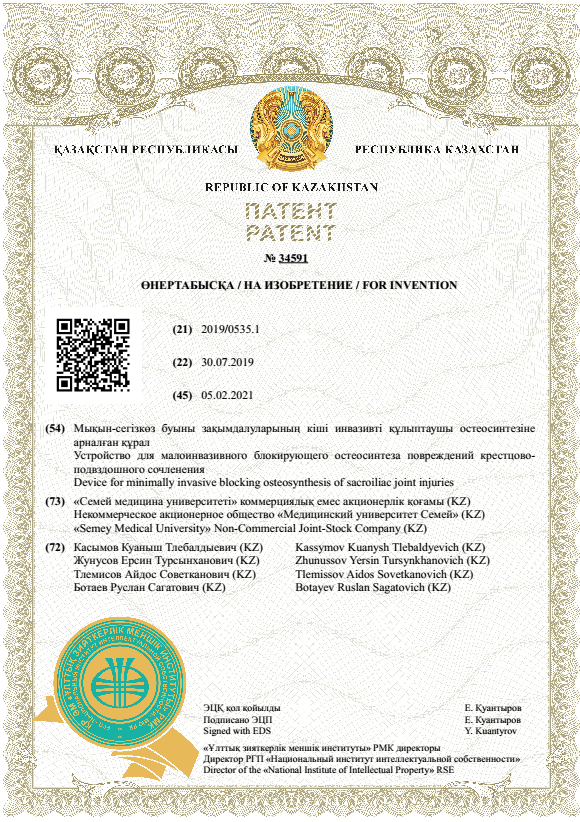 ҚАЗАҚСТАН РЕСПУБЛИКАСЫ
РЕСПУБЛИКА КАЗАХСТАН
REPUBLIC OF KAZAKHSTAN
ПАТЕНТ
PATENT
№ 34591
ӨНЕРТАБЫСҚА / НА ИЗОБРЕТЕНИЕ / FOR INVENTION
(21) 2019/0535.1
(22) 30.07.2019
(45) 05.02.2021
(54) Мықын-сегізкөз буыны зақымдалуларының кіші инвазивті құлыптаушы остеосинтезіне
арналған құрал
Устройство для малоинвазивного блокирующего остеосинтеза повреждений крестцово-
подвздошного сочленения
Device for minimally invasive blocking osteosynthesis of sacroiliac joint injuries
(73) «Семей медицина университеті» коммерциялық емес акционерлік қоғамы (KZ)
Некоммерческое акционерное общество «Медицинский университет Семей» (KZ)
«Semey Medical University» Non-Commercial Joint-Stock Company (KZ)
(72) Касымов Куаныш Тлебалдыевич (KZ) Kassymov Kuanysh Tlebaldyevich (KZ)
Жунусов Ерсин Турсынханович (KZ) Zhunussov Yersin Tursynkhanovich (KZ)
Тлемисов Айдос Советканович (KZ) Tlemissov Aidos Sovetkanovich (KZ)
Ботаев Руслан Сагатович (KZ) Botayev Ruslan Sagatovich (KZ)
ЭЦҚ қол қойылды Е. Қуантыров
Подписано ЭЦП Е. Куантыров
Signed with EDS Y. Kuantyrov
«Ұлттық зияткерлік меншік институты» РМК директоры
Директор РГП «Национальный институт интеллектуальной собственности»
Director of the «National Institute of Intellectual Property» RSE